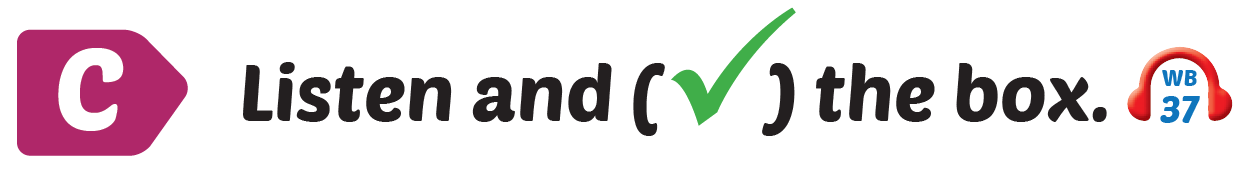 C Listen and (✓) the box. WB
37